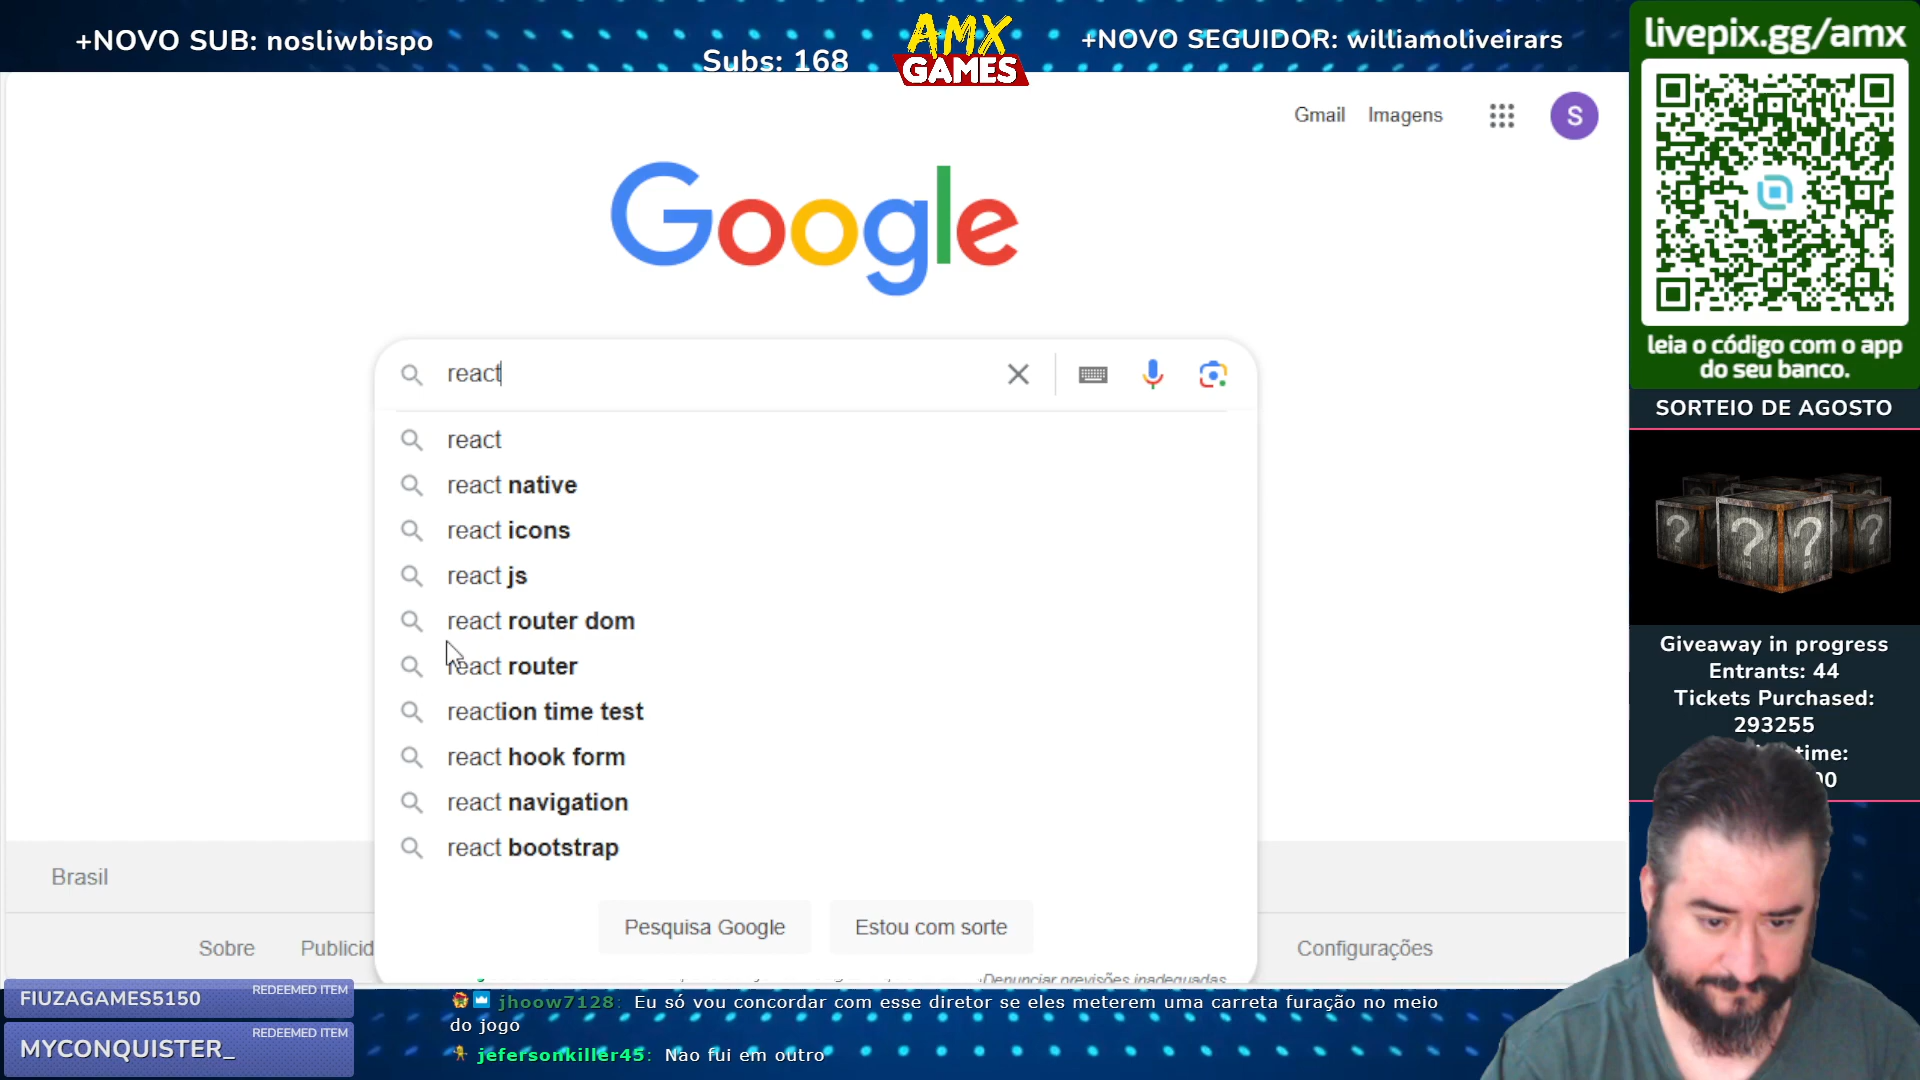 +NOVO SUB: nosliwbispo
Subs: 168
AMX
GAMES
+NOVO SEGUIDOR: williamoliveirars
livepix.gg/amx
leia o código com o app
do seu banco.
SORTEIO DE AGOSTO
? ? ? ?
Giveaway in progress
Entrants: 44
Tickets Purchased:
293255
time:
Gmail Imagens S
Google
react
react
react native
react icons
react js
react router dom
react router
reaction time test
react hook form
react navigation
react bootstrap
Pesquisa Google Estou com sorte
Denunciar previsões inadequadas
Brasil
Sobre Publicid
Configurações
FIUZAGAMES5150 REDEEMED ITEM
MYCONQUISTER_ REDEEMED ITEM
jhoow7128: Eu só vou concordar com esse diretor se eles meterem uma carreta furação no meio
do jogo
jefersonkiller45: Nao fui em outro